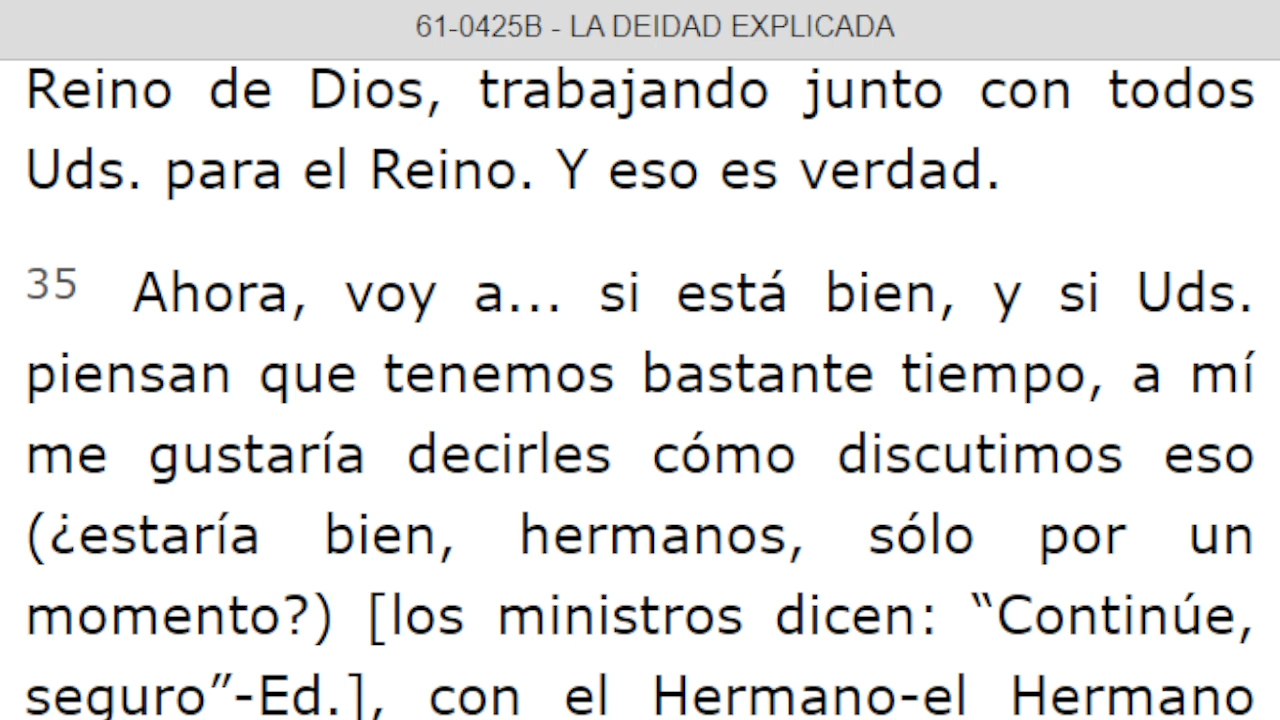 61-0425B - LA DEIDAD EXPLICADA
Reino de Dios, trabajando junto con todos
Uds. para el Reino. Y eso es verdad.
35 Ahora, voy a... si está bien, y si Uds.
piensan que tenemos bastante tiempo, a mí
me gustaría decirles cómo discutimos eso
(¿estaría bien, hermanos, sólo por un
momento?) [los ministros dicen: “Continúe,
seguro”-Ed.], con el Hermano-el Hermano